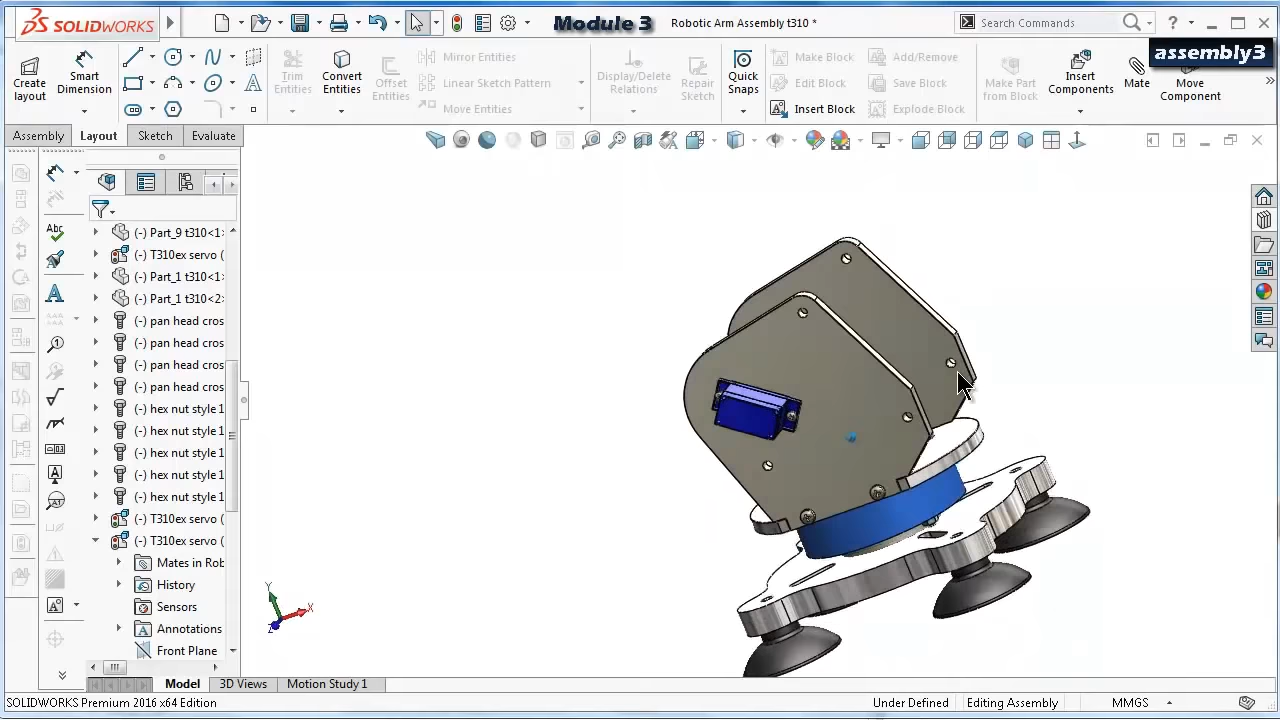 SOLIDWORKS
Module 3
Robotic Arm Assembly t310 *
Search Commands
?
assembly3
Create layout
Smart Dimension
Trim Entities
Convert Entities
Offset Entities
Mirror Entities
Linear Sketch Pattern
Move Entities
Display/Delete Relations
Repair Sketch
Quick Snaps
Make Block
Edit Block
Insert Block
Add/Remove
Save Block
Explode Block
Make Part from Block
Insert Components
Mate
Move Component
Assembly
Layout
Sketch
Evaluate
(-) Part_9 t310<1>
(-) T310ex servo (
(-) Part_1 t310<1>
(-) Part_1 t310<2>
(-) pan head cros
(-) pan head cros
(-) pan head cros
(-) pan head cros
(-) hex nut style 1
(-) hex nut style 1
(-) hex nut style 1
(-) hex nut style 1
(-) hex nut style 1
(-) T310ex servo (
(-) T310ex servo (
Mates in Rob
History
Sensors
Annotations
Front Plane
Abc
Y
X
Z
Model
3D Views
Motion Study 1
SOLIDWORKS Premium 2016 x64 Edition
Under Defined
Editing Assembly
MMGS